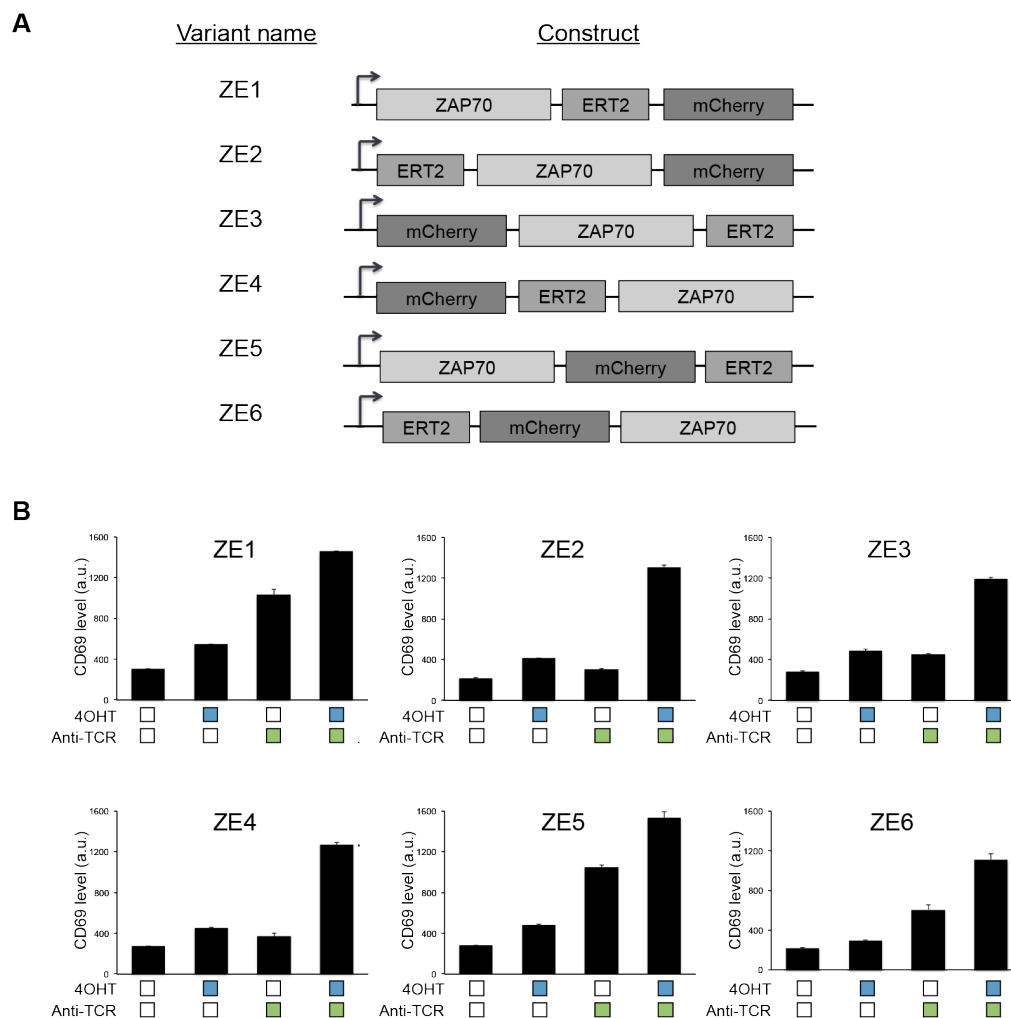 A
Variant name Construct
ZE1 ZAP70 ERT2 mCherry
ZE2 ERT2 ZAP70 mCherry
ZE3 mCherry ZAP70 ERT2
ZE4 mCherry ERT2 ZAP70
ZE5 ZAP70 mCherry ERT2
ZE6 ERT2 mCherry ZAP70
B
ZE1
CD69 level (a.u.)
1600
1200
800
400
0
4OHT
Anti-TCR
ZE2
CD69 level (a.u.)
1600
1200
800
400
0
4OHT
Anti-TCR
ZE3
CD69 level (a.u.)
1600
1200
800
400
0
4OHT
Anti-TCR
ZE4
CD69 level (a.u.)
1600
1200
800
400
0
4OHT
Anti-TCR
ZE5
CD69 level (a.u.)
1600
1200
800
400
0
4OHT
Anti-TCR
ZE6
CD69 level (a.u.)
1600
1200
800
400
0
4OHT
Anti-TCR